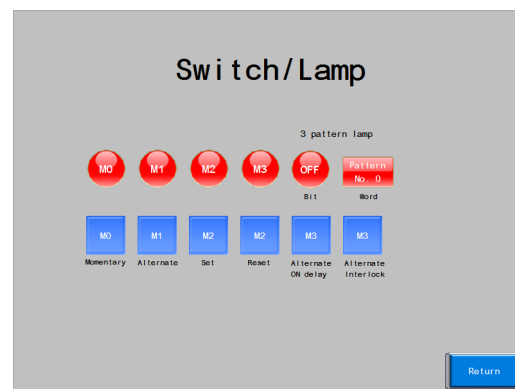 Switch/Lamp
3 pattern lamp
M0 M1 M2 M3 OFF Pattern
No. 0
Bit Word
M0 M1 M2 M2 M3 M3
Momentary Alternate Set Reset Alternate Alternate
ON delay Interlock
Return